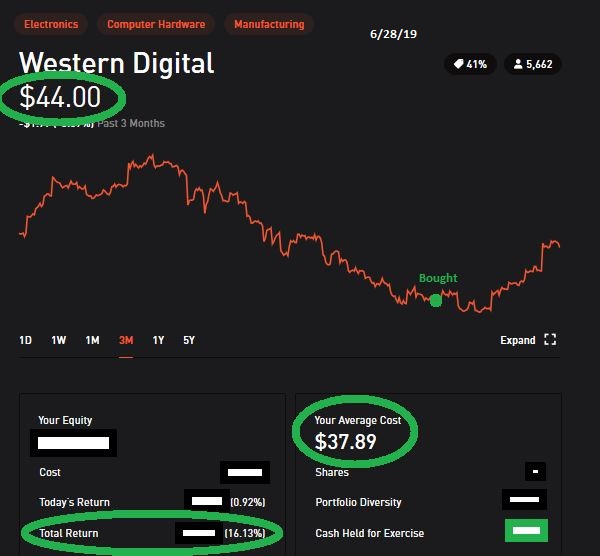 Electronics Computer Hardware Manufacturing
6/28/19
Western Digital
41% 5,662
$44.00
Past 3 Months
Bought
1D 1W 1M 3M 1Y 5Y Expand
Your Equity
Cost
Today's Return (0.92%)
Total Return (16.13%)
Your Average Cost
$37.89
Shares
Portfolio Diversity
Cash Held for Exercise